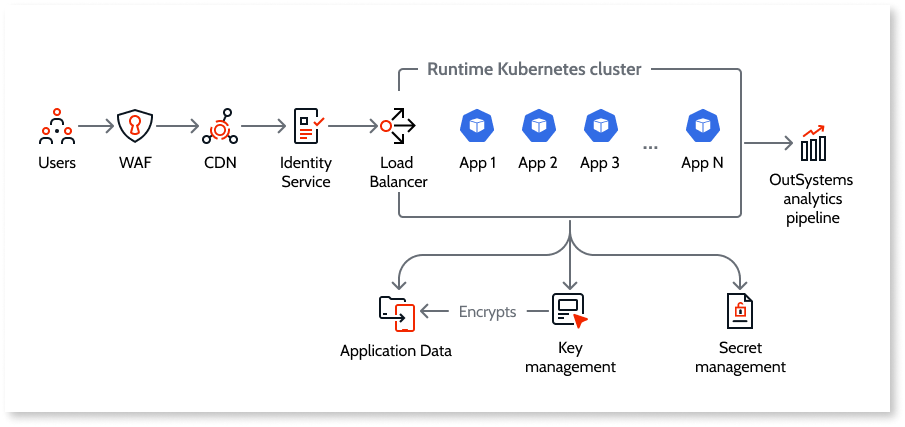 Runtime Kubernetes cluster
Users
WAF
CDN
Identity
Service
Load
Balancer
App 1
App 2
App 3
...
App N
OutSystems
analytics
pipeline
Encrypts
Application Data
Key
management
Secret
management